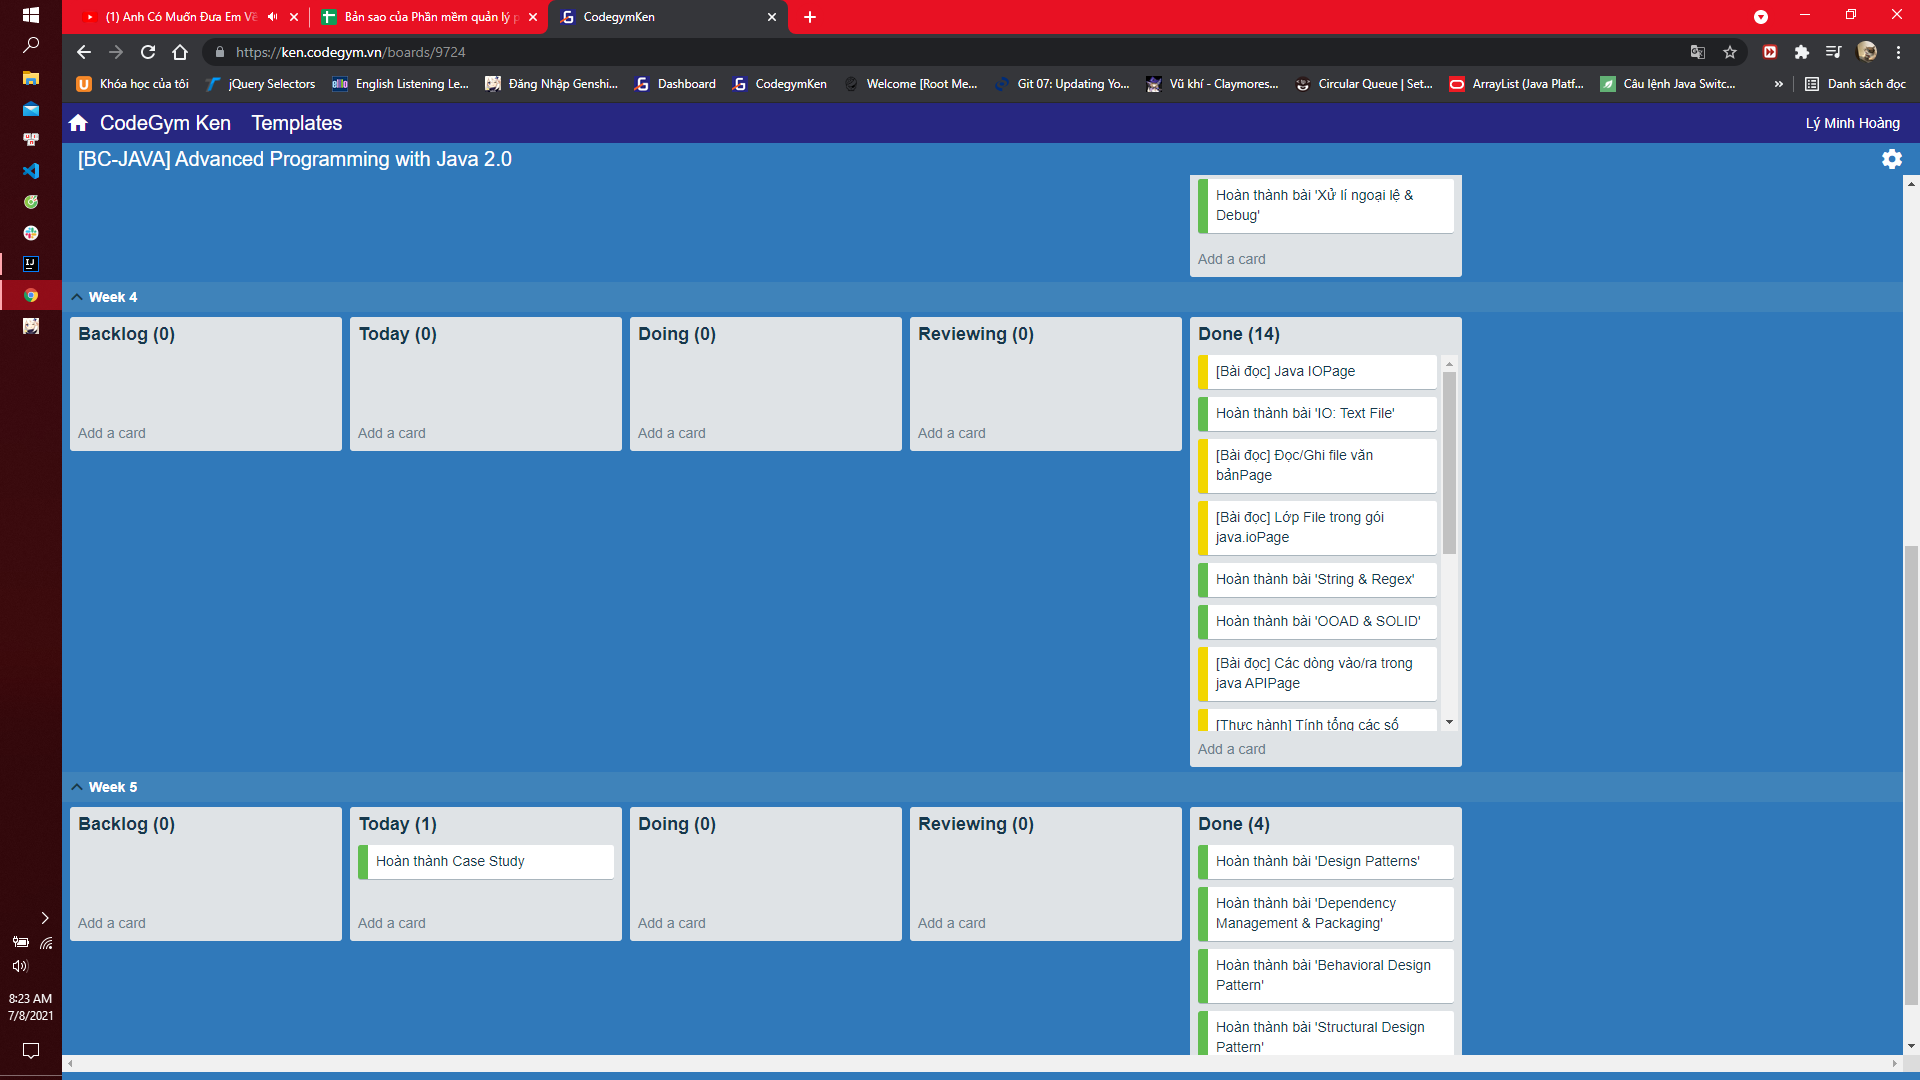 (1) Anh Có Muốn Đưa Em Về
Bản sao của Phần mềm quản lý p
CodegymKen
https://ken.codegym.vn/boards/9724
Khóa học của tôi
jQuery Selectors
English Listening Le...
Đăng Nhập Genshi...
Dashboard
CodegymKen
Welcome [Root Me...
Git 07: Updating Yo...
Vũ khí - Claymores...
Circular Queue | Set...
ArrayList (Java Platf...
Câu lệnh Java Switc...
»
Danh sách đọc
CodeGym Ken
Templates
Lý Minh Hoàng
[BC-JAVA] Advanced Programming with Java 2.0
Hoàn thành bài 'Xử lí ngoại lệ &
Debug'
Add a card
Week 4
Backlog (0)
Add a card
Today (0)
Add a card
Doing (0)
Add a card
Reviewing (0)
Add a card
Done (14)
[Bài đọc] Java IOPage
Hoàn thành bài 'IO: Text File'
[Bài đọc] Đọc/Ghi file văn
bảnPage
[Bài đọc] Lớp File trong gói
java.ioPage
Hoàn thành bài 'String & Regex'
Hoàn thành bài 'OOAD & SOLID'
[Bài đọc] Các dòng vào/ra trong
java APIPage
[Thực hành] Tính tổng các số
Add a card
Week 5
Backlog (0)
Add a card
Today (1)
Hoàn thành Case Study
Add a card
Doing (0)
Add a card
Reviewing (0)
Add a card
Done (4)
Hoàn thành bài 'Design Patterns'
Hoàn thành bài 'Dependency
Management & Packaging'
Hoàn thành bài 'Behavioral Design
Pattern'
Hoàn thành bài 'Structural Design
Pattern'
8:23 AM
7/8/2021